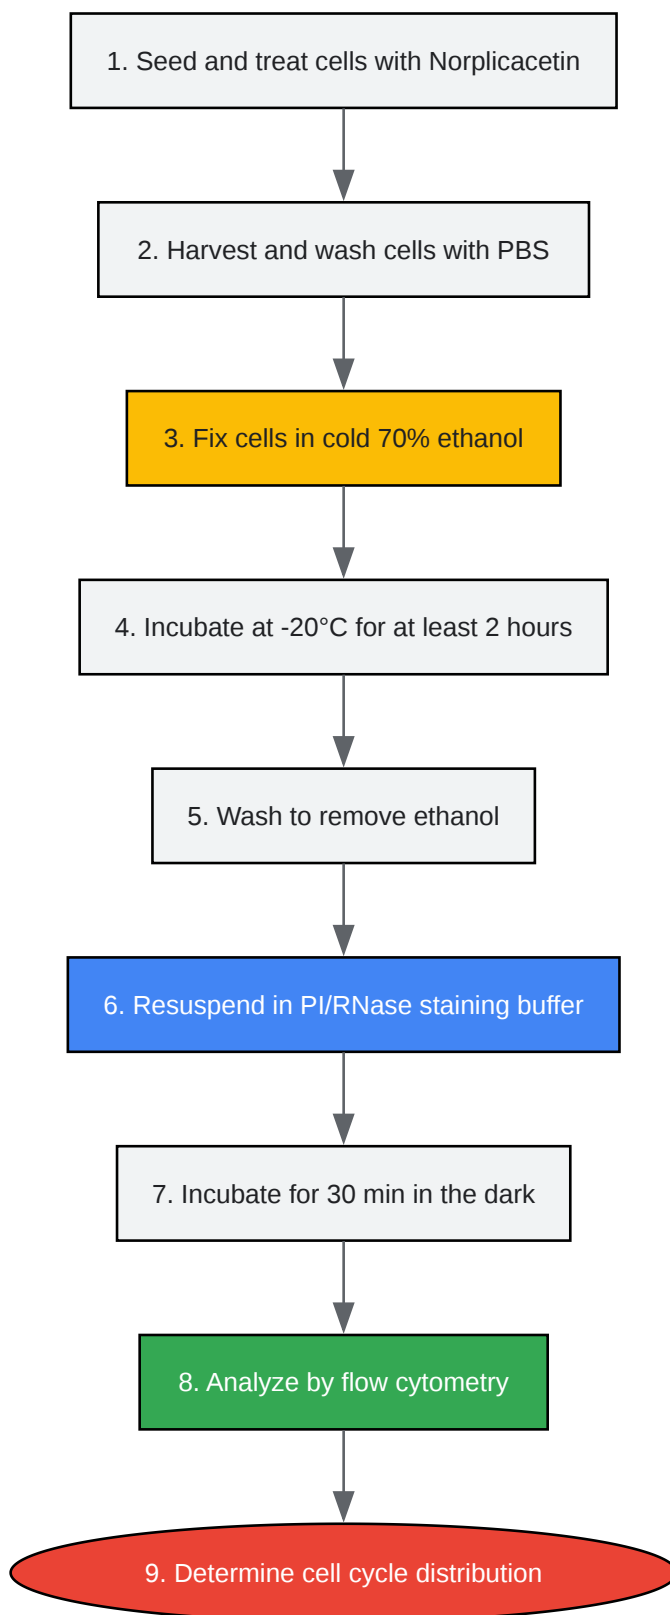 1. Seed and treat cells with Norplicacetin
2. Harvest and wash cells with PBS
3. Fix cells in cold 70% ethanol
4. Incubate at -20°C for at least 2 hours
5. Wash to remove ethanol
6. Resuspend in PI/RNase staining buffer
7. Incubate for 30 min in the dark
8. Analyze by flow cytometry
9. Determine cell cycle distribution